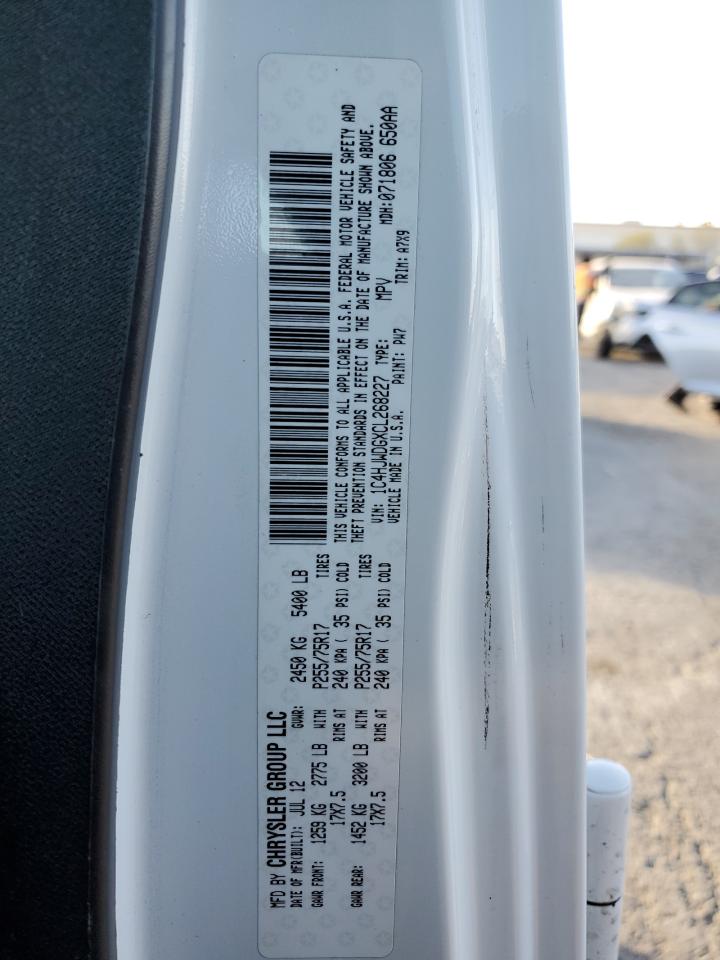 MFD BY CHRYSLER GROUP LLC
DATE OF MFR(BUILT): JUL 12 GVWR: 2450 KG 5400 LB
GAWR FRONT: 1259 KG 2775 LB WITH P255/75R17 TIRES
17X7.5 RIMS AT 240 KPA ( 35 PSI) COLD
GAWR REAR: 1452 KG 3200 LB WITH P255/75R17 TIRES
17X7.5 RIMS AT 240 KPA ( 35 PSI) COLD
THIS VEHICLE CONFORMS TO ALL APPLICABLE U.S.A. FEDERAL MOTOR VEHICLE SAFETY AND
THEFT PREVENTION STANDARDS IN EFFECT ON THE DATE OF MANUFACTURE SHOWN ABOVE.
VIN: 1C4HJWDGXCL268227 TYPE: MPV MDH:071806 650AA
VEHICLE MADE IN U.S.A. PAINT: PW7 TRIM: A7X9